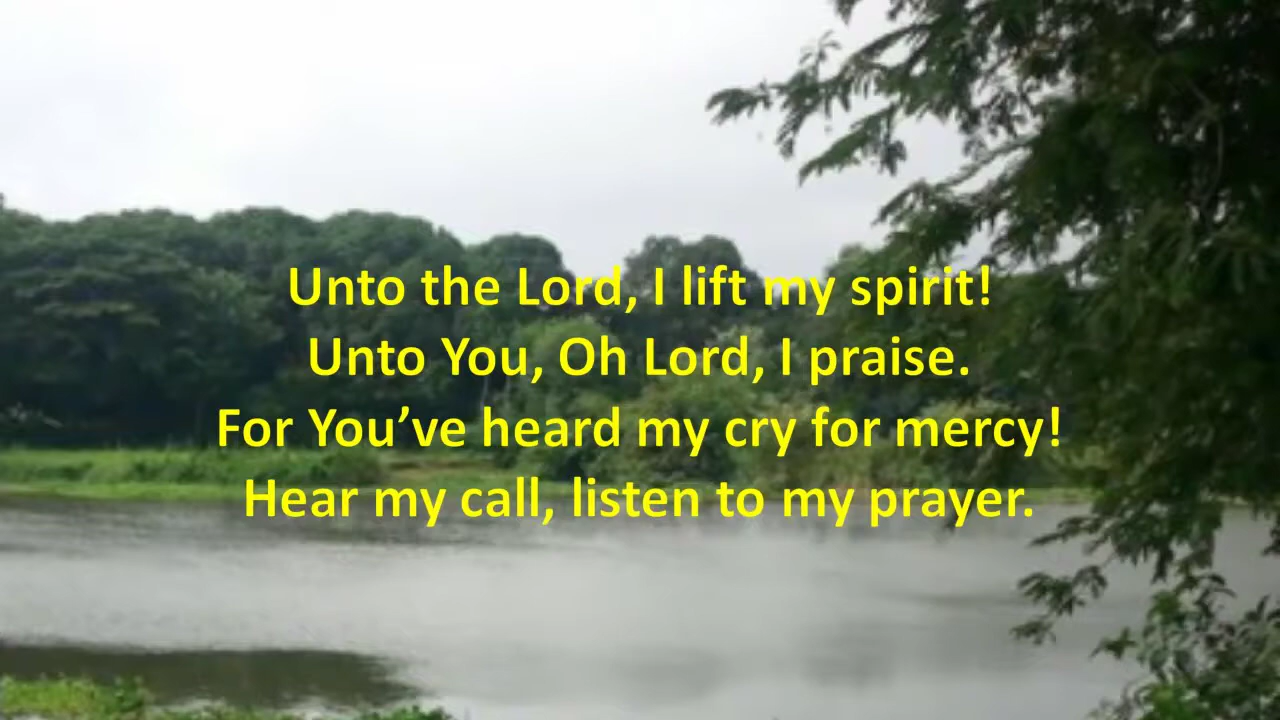 Unto the Lord, I lift my spirit!
Unto You, Oh Lord, I praise.
For You’ve heard my cry for mercy!
Hear my call, listen to my prayer.